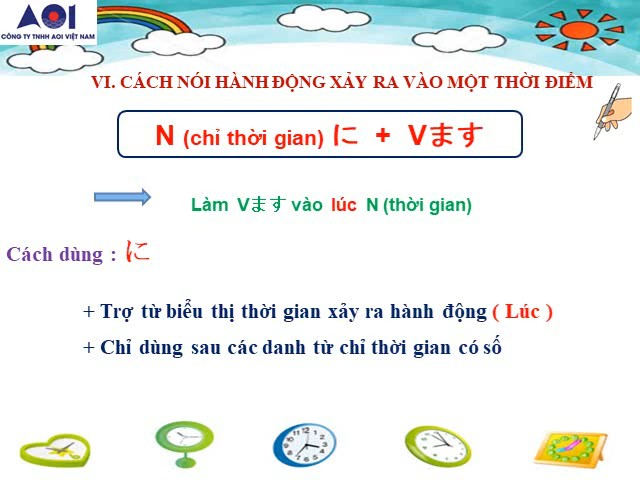 AOI
CÔNG TY TNHH AOI VIỆT NAM
VI. CÁCH NÓI HÀNH ĐỘNG XẢY RA VÀO MỘT THỜI ĐIỂM
N (chỉ thời gian) に + Vます
Làm Vます vào lúc N (thời gian)
Cách dùng : に
+ Trợ từ biểu thị thời gian xảy ra hành động ( Lúc )
+ Chỉ dùng sau các danh từ chỉ thời gian có số